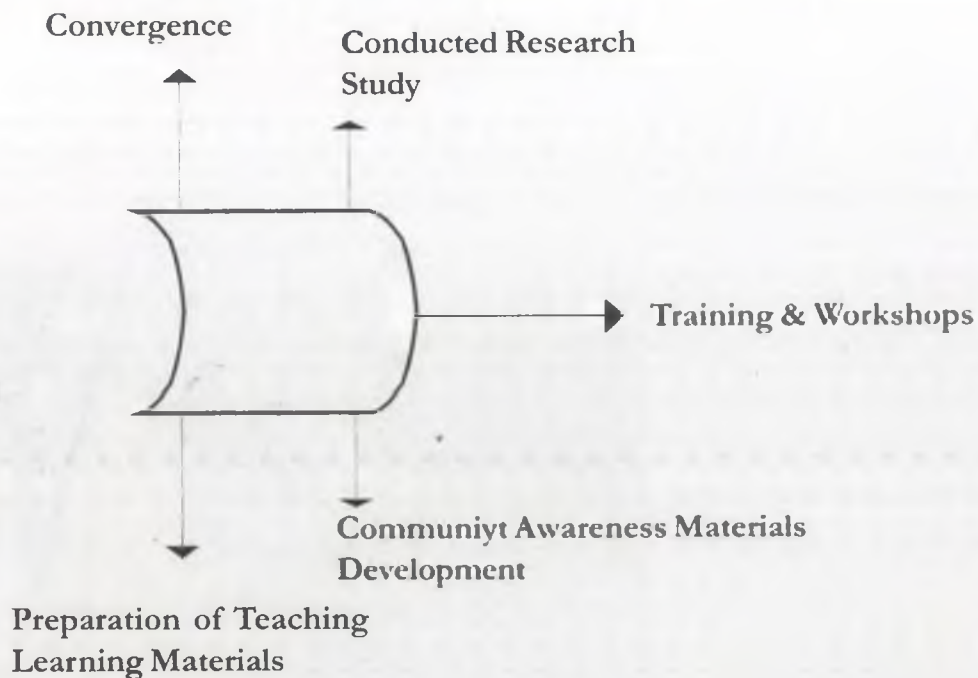 Convergence
Conducted Research
Study
Training & Workshops
Communiyt Awareness Materials
Development
Preparation of Teaching
Learning Materials